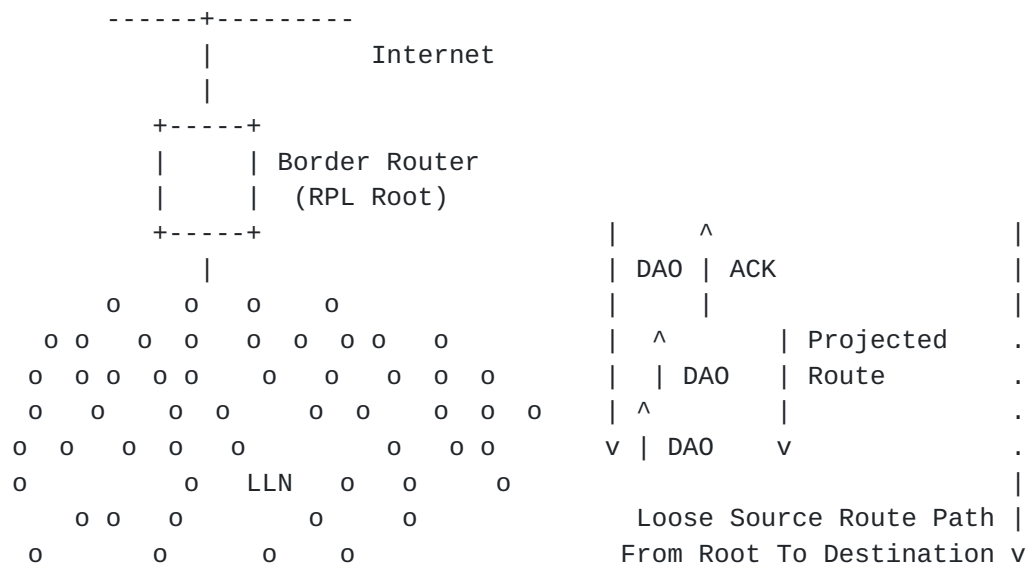 ------+---------
|          Internet
|
+-----+
|     | Border Router
|     |  (RPL Root)
+-----+                      |     ^                   |
|                          | DAO | ACK               |
o    o   o    o                 |     |                   |
o o   o  o   o  o  o o   o          |  ^       | Projected    .
o  o o  o o    o   o   o  o  o       |  | DAO   | Route        .
o   o    o  o     o  o    o  o  o    | ^        |              .
o  o   o  o   o         o   o o       v | DAO    v              .
o          o   LLN   o   o     o                                |
o o   o        o     o              Loose Source Route Path |
o       o      o    o                 From Root To Destination v